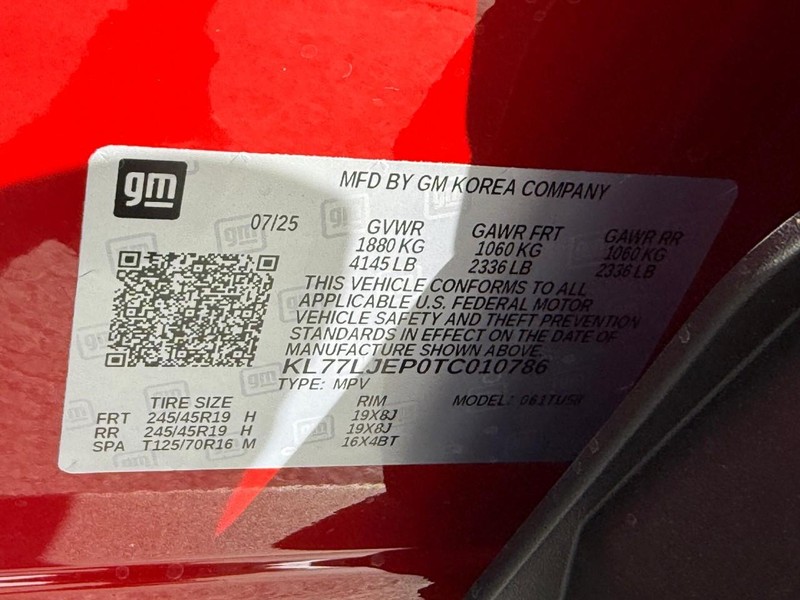 gm
MFD BY GM KOREA COMPANY
07/25
GVWR GAWR FRT GAWR RR
1880 KG 1060 KG 1060 KG
4145 LB 2336 LB 2336 LB
THIS VEHICLE CONFORMS TO ALL
APPLICABLE U.S. FEDERAL MOTOR
VEHICLE SAFETY AND THEFT PREVENTION
STANDARDS IN EFFECT ON THE DATE OF
MANUFACTURE SHOWN ABOVE.
KL77LJEP0TC010786
TYPE: MPV
TIRE SIZE RIM MODEL:
FRT 245/45R19 H 19X8J
RR 245/45R19 H 19X8J
SPA T125/70R16 M 16X4BT